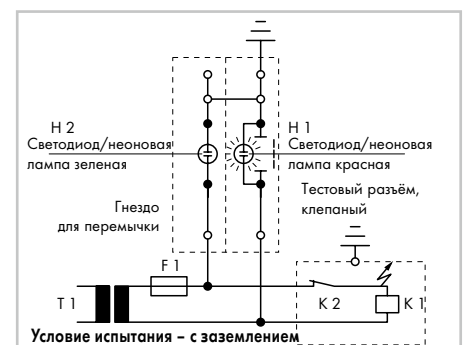 H 2
Светодиод/неоновая
лампа зеленая
H 1
Светодиод/неоновая
лампа красная
Тестовый разъём,
клепаный
Гнездо
для перемычки
F 1
T 1
K 2
K 1
Условие испытания – с заземлением